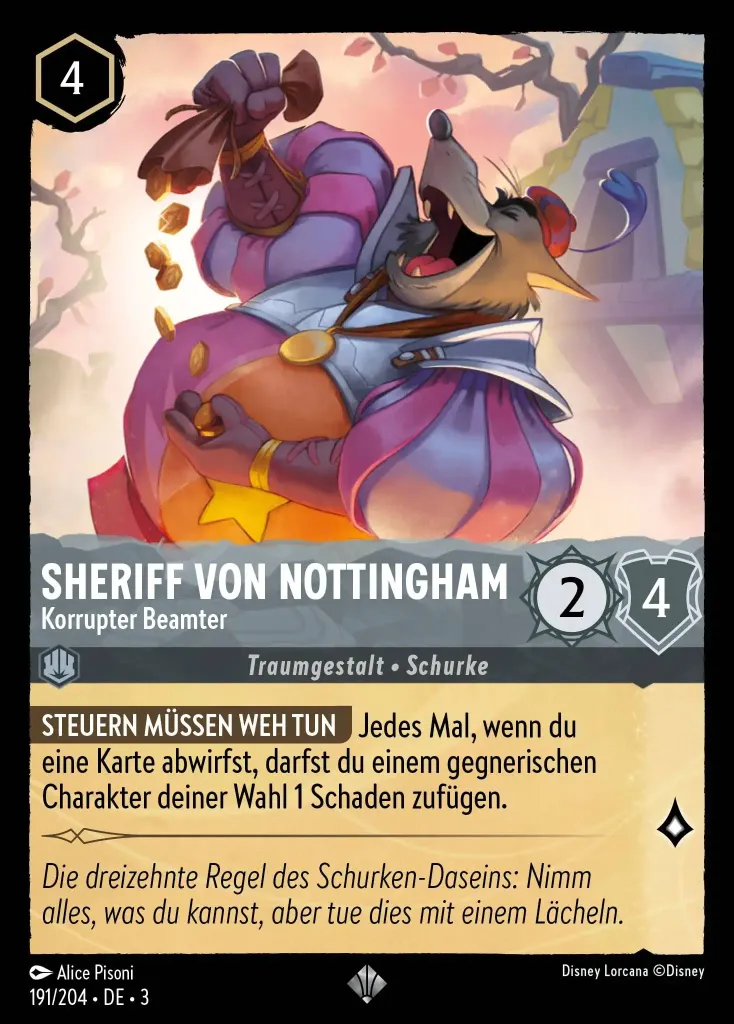 4
SHERIFF VON NOTTINGHAM
Korrupter Beamter
2
4
Traumgestalt • Schurke
STEUERN MÜSSEN WEH TUN Jedes Mal, wenn du
eine Karte abwirfst, darfst du einem gegnerischen
Charakter deiner Wahl 1 Schaden zufügen.
Die dreizehnte Regel des Schurken-Daseins: Nimm
alles, was du kannst, aber tue dies mit einem Lächeln.
Alice Pisoni
Disney Lorcana ©Disney
191/204 • DE • 3